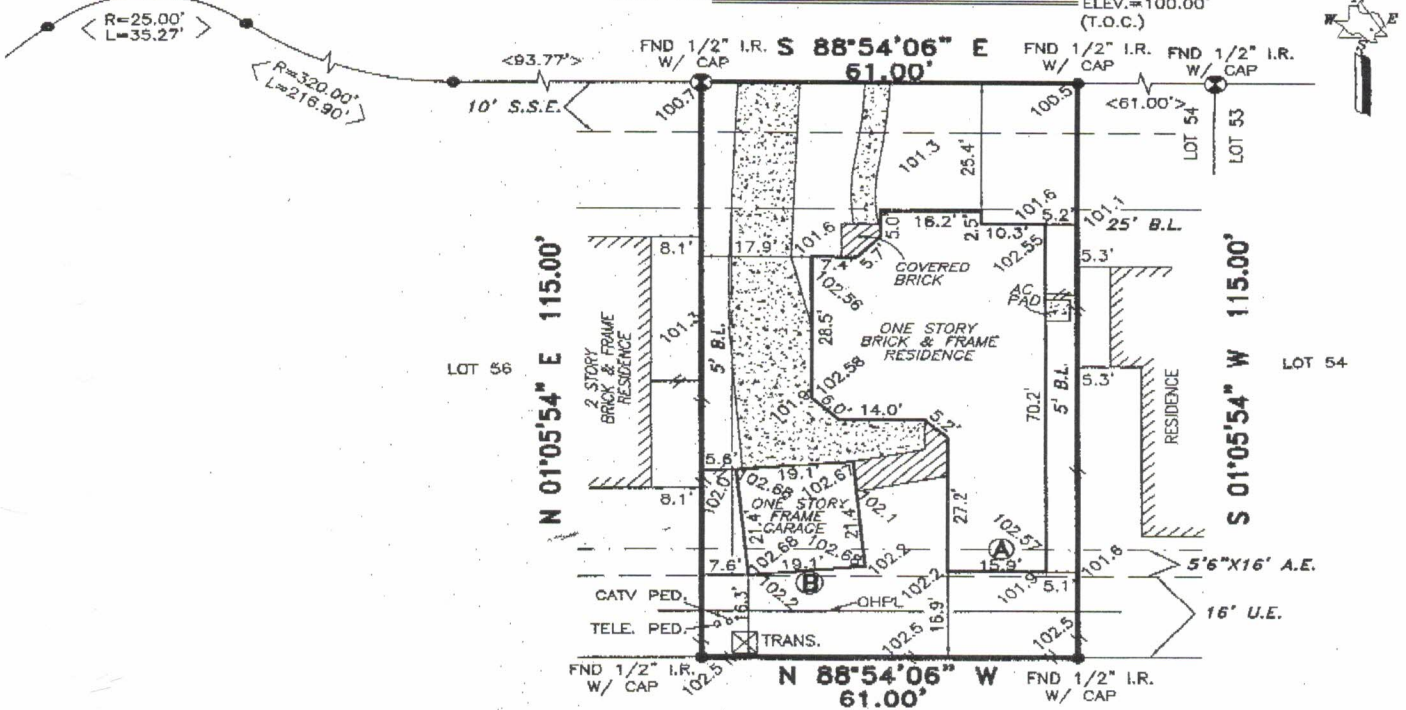 ELEV.=100.00'
(T.O.C.)
W
E
S
R=25.00'
L=35.27'
R=320.00'
L=216.90'
<93.77'>
10' S.S.E.
FND 1/2" I.R.
W/ CAP
S 88°54'06" E
61.00'
FND 1/2" I.R.
W/ CAP
FND 1/2" I.R.
W/ CAP
<61.00'>
100.7
100.5
LOT 54
LOT 53
101.3
25.4'
101.6
5.2'
101.1
25' B.L.
16.2'
2.5'
10.3'
5.0'
8.1'
17.9'
101.6
7.4'
5.7'
COVERED
BRICK
102.55
5.3'
102.56
AC
PAD
N 01°05'54" E 115.00'
101.3
5' B.L.
28.5'
ONE STORY
BRICK & FRAME
RESIDENCE
S 01°05'54" W 115.00'
LOT 56
2 STORY
BRICK & FRAME
RESIDENCE
102.58
101.9
6.0'
14.0'
5.2'
70.2'
5' B.L.
5.3'
RESIDENCE
LOT 54
5.6'
19.1'
102.68
102.67
8.1'
102.0
ONE STORY
FRAME
GARAGE
102.1
21.4'
21.4'
27.2'
102.57
A
102.68
102.68
7.6'
19.1'
102.2
102.2
15.9'
101.9
5.1'
101.6
5'6"X16' A.E.
B
102.2
CATV PED.
16.3'
OHPL
16.9'
16' U.E.
TELE. PED.
TRANS.
102.5
102.5
102.5
FND 1/2" I.R.
W/ CAP
N 88°54'06" W
61.00'
FND 1/2" I.R.
W/ CAP